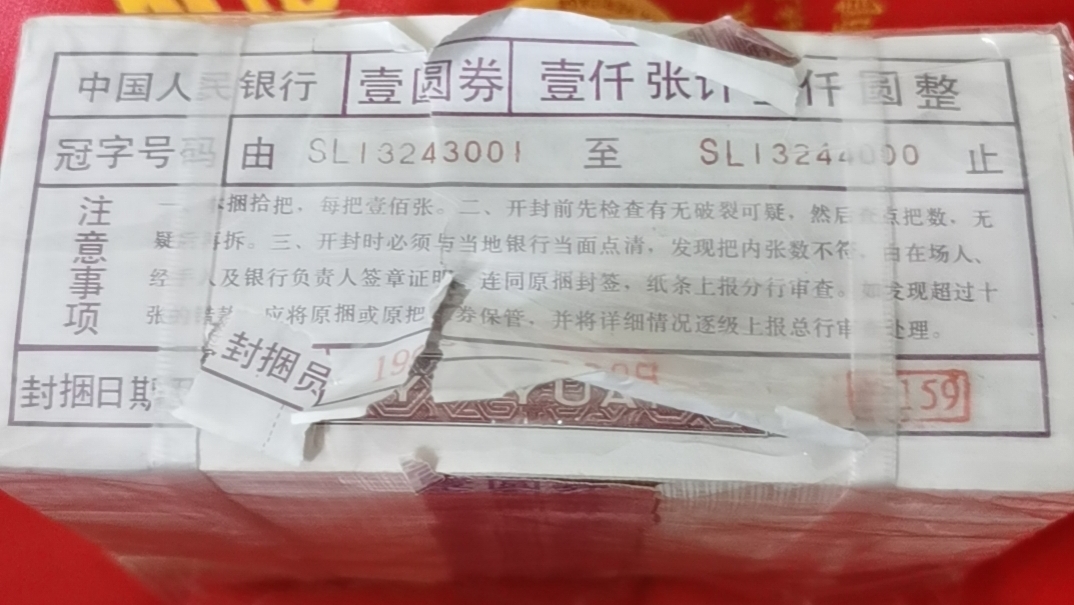 中国人民银行 壹圆券 壹仟张计 仟圆整
冠字号码 由 SL13243001 至 SL13244000 止
注意事项
一、本捆拾把，每把壹佰张。二、开封前先检查有无破裂可疑，然后查点把数，无
疑后再拆。三、开封时必须与当地银行当面点清，发现把内张数不符，由在场人、
经手人及银行负责人签章证明，连同原捆封签，纸条上报分行审查。如发现超过十
张 应将原捆或原把 券保管，并将详细情况逐级上报总行审查处理。
封捆日期 封捆员 159
YI YUAN